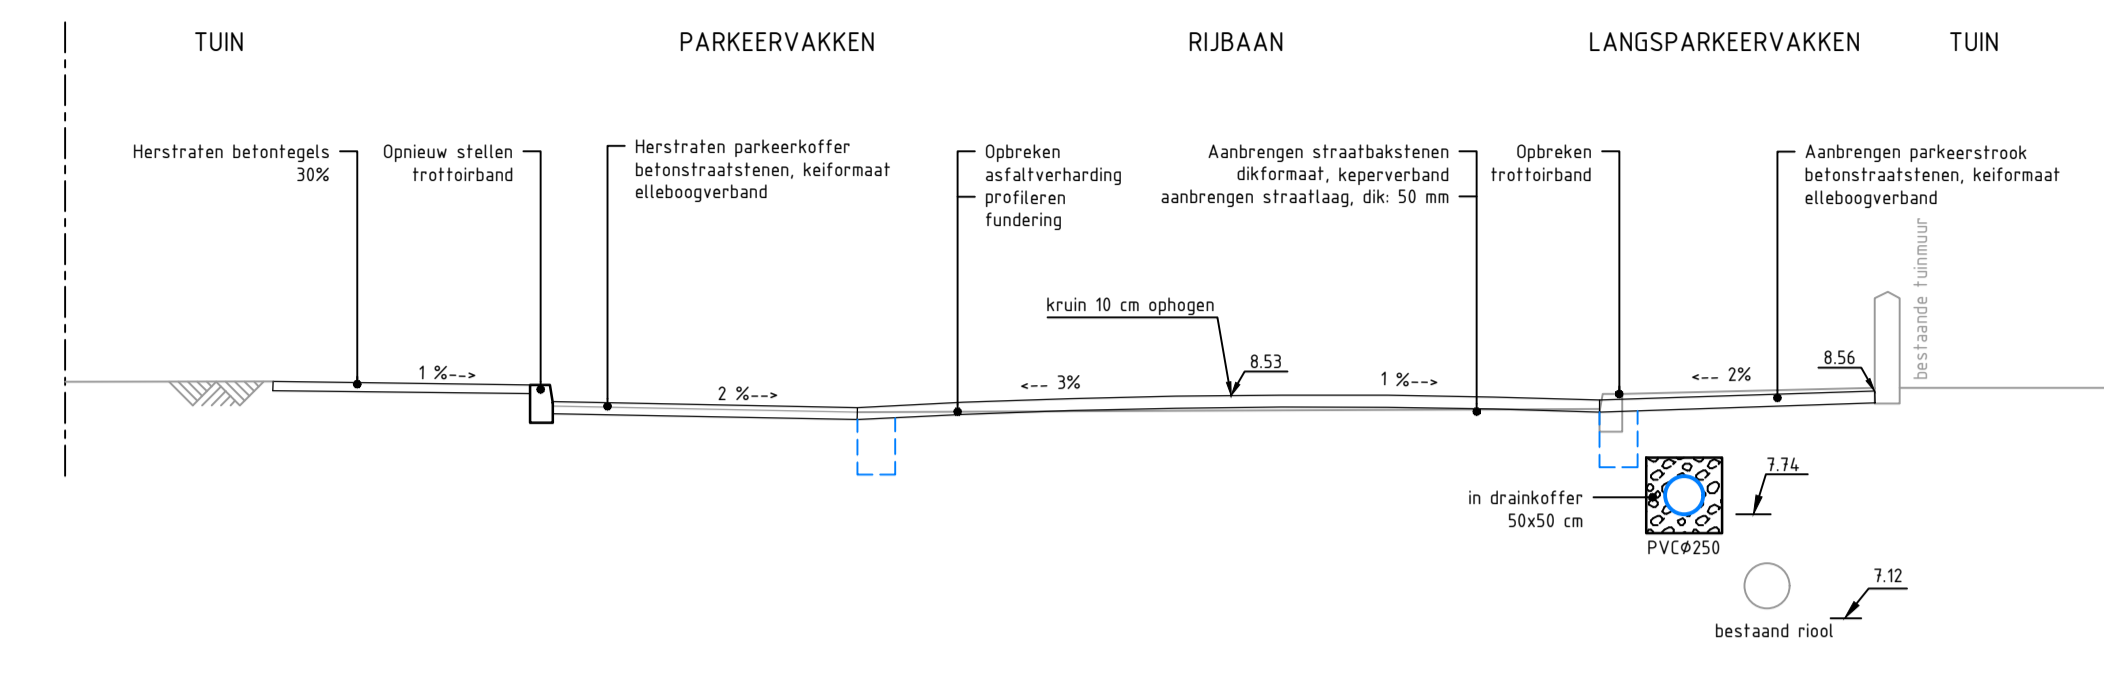 TUIN
PARKEERVAKKEN
RIJBAAN
LANGSPARKEERVAKKEN
TUIN
Herstraten betontegels
30%
Opnieuw stellen
trottoirband
Herstraten parkeerkoffer
betonstraatstenen, keiformaat
elleboogverband
Opbreken
asfaltverharding
profileren
fundering
Aanbrengen straatbakstenen
dikformaat, keperverband
aanbrengen straatlaag, dik: 50 mm
Opbreken
trottoirband
Aanbrengen parkeerstrook
betonstraatstenen, keiformaat
elleboogverband
bestaande tuinmuur
kruin 10 cm ophogen
8.53
8.56
1 %-->
2 %-->
<-- 3%
1 %-->
<-- 2%
7.74
in drainkoffer
50x50 cm
PVCØ250
7.12
bestaand riool